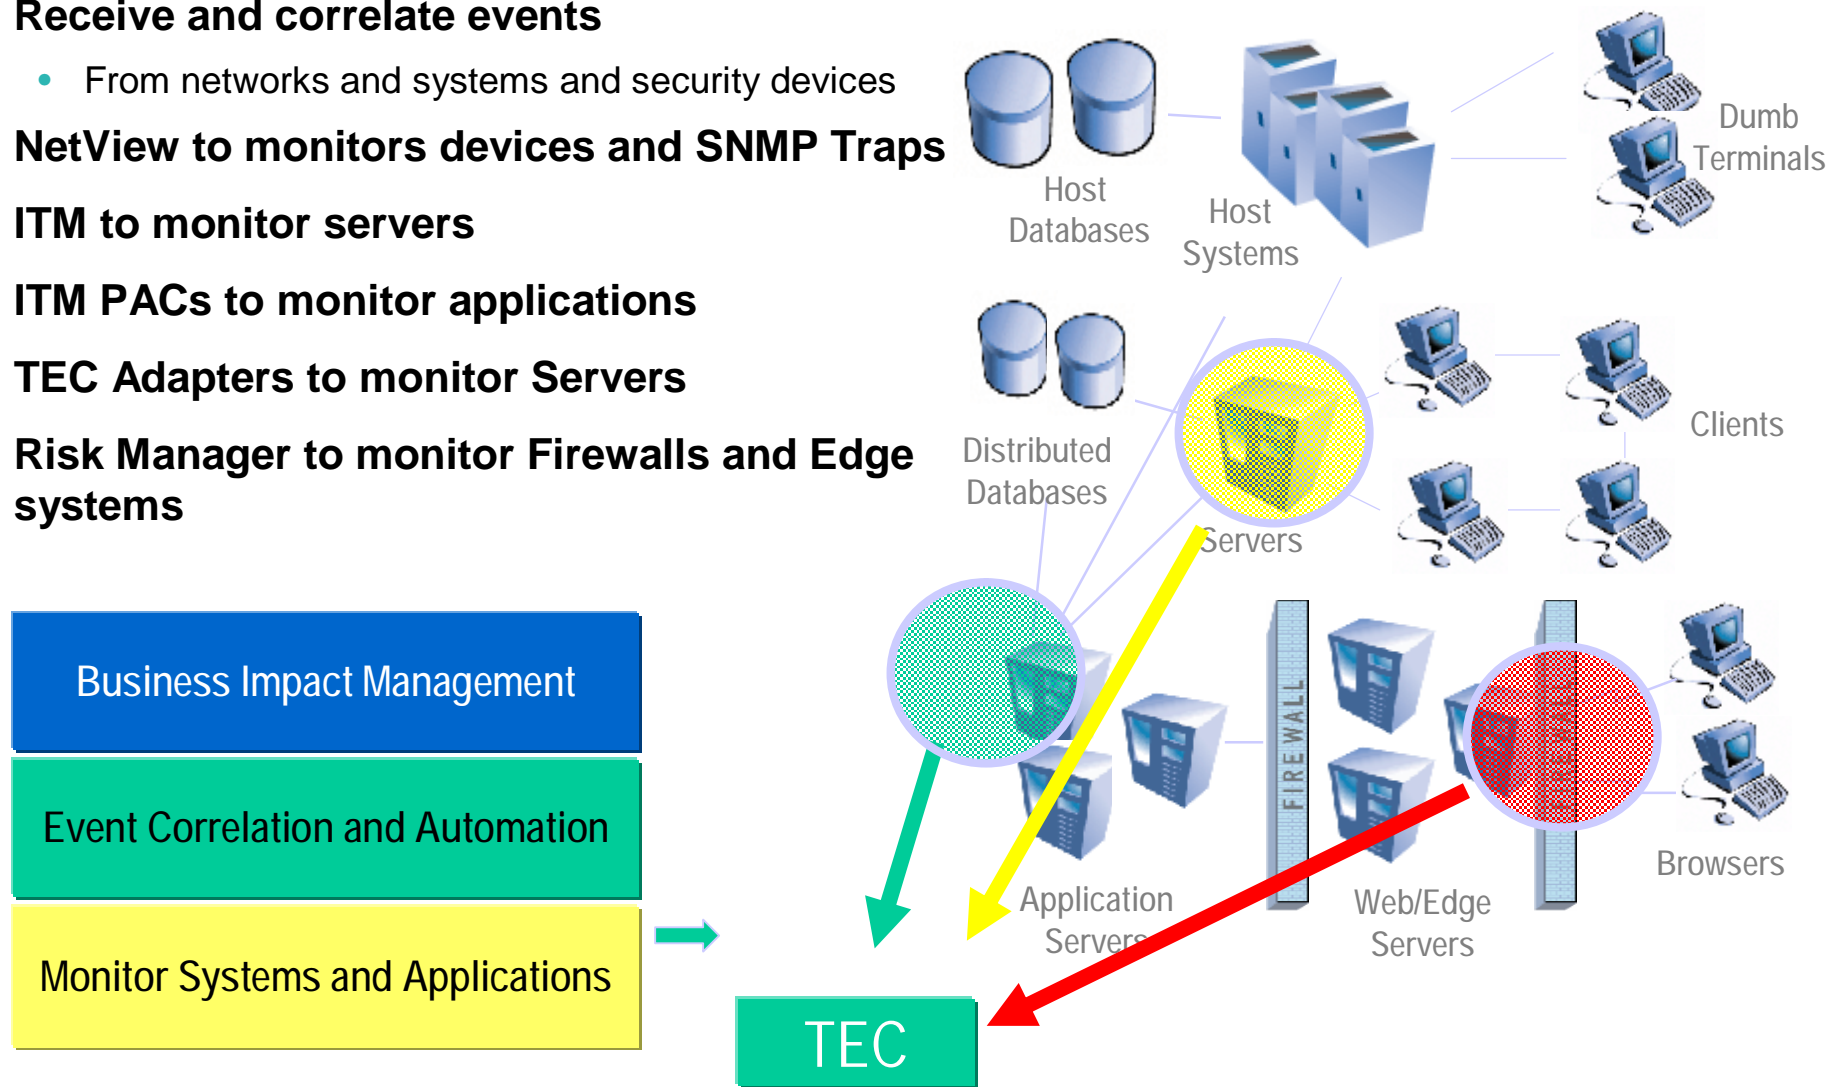 Receive and correlate events
• From networks and systems and security devices
NetView to monitors devices and SNMP Traps
ITM to monitor servers
ITM PACs to monitor applications
TEC Adapters to monitor Servers
Risk Manager to monitor Firewalls and Edge
systems
Host
Databases
Host
Systems
Dumb
Terminals
Distributed
Databases
Servers
Clients
Business Impact Management
Event Correlation and Automation
Monitor Systems and Applications
FIREWALL
FIREWALL
Application
Servers
Web/Edge
Servers
Browsers
TEC